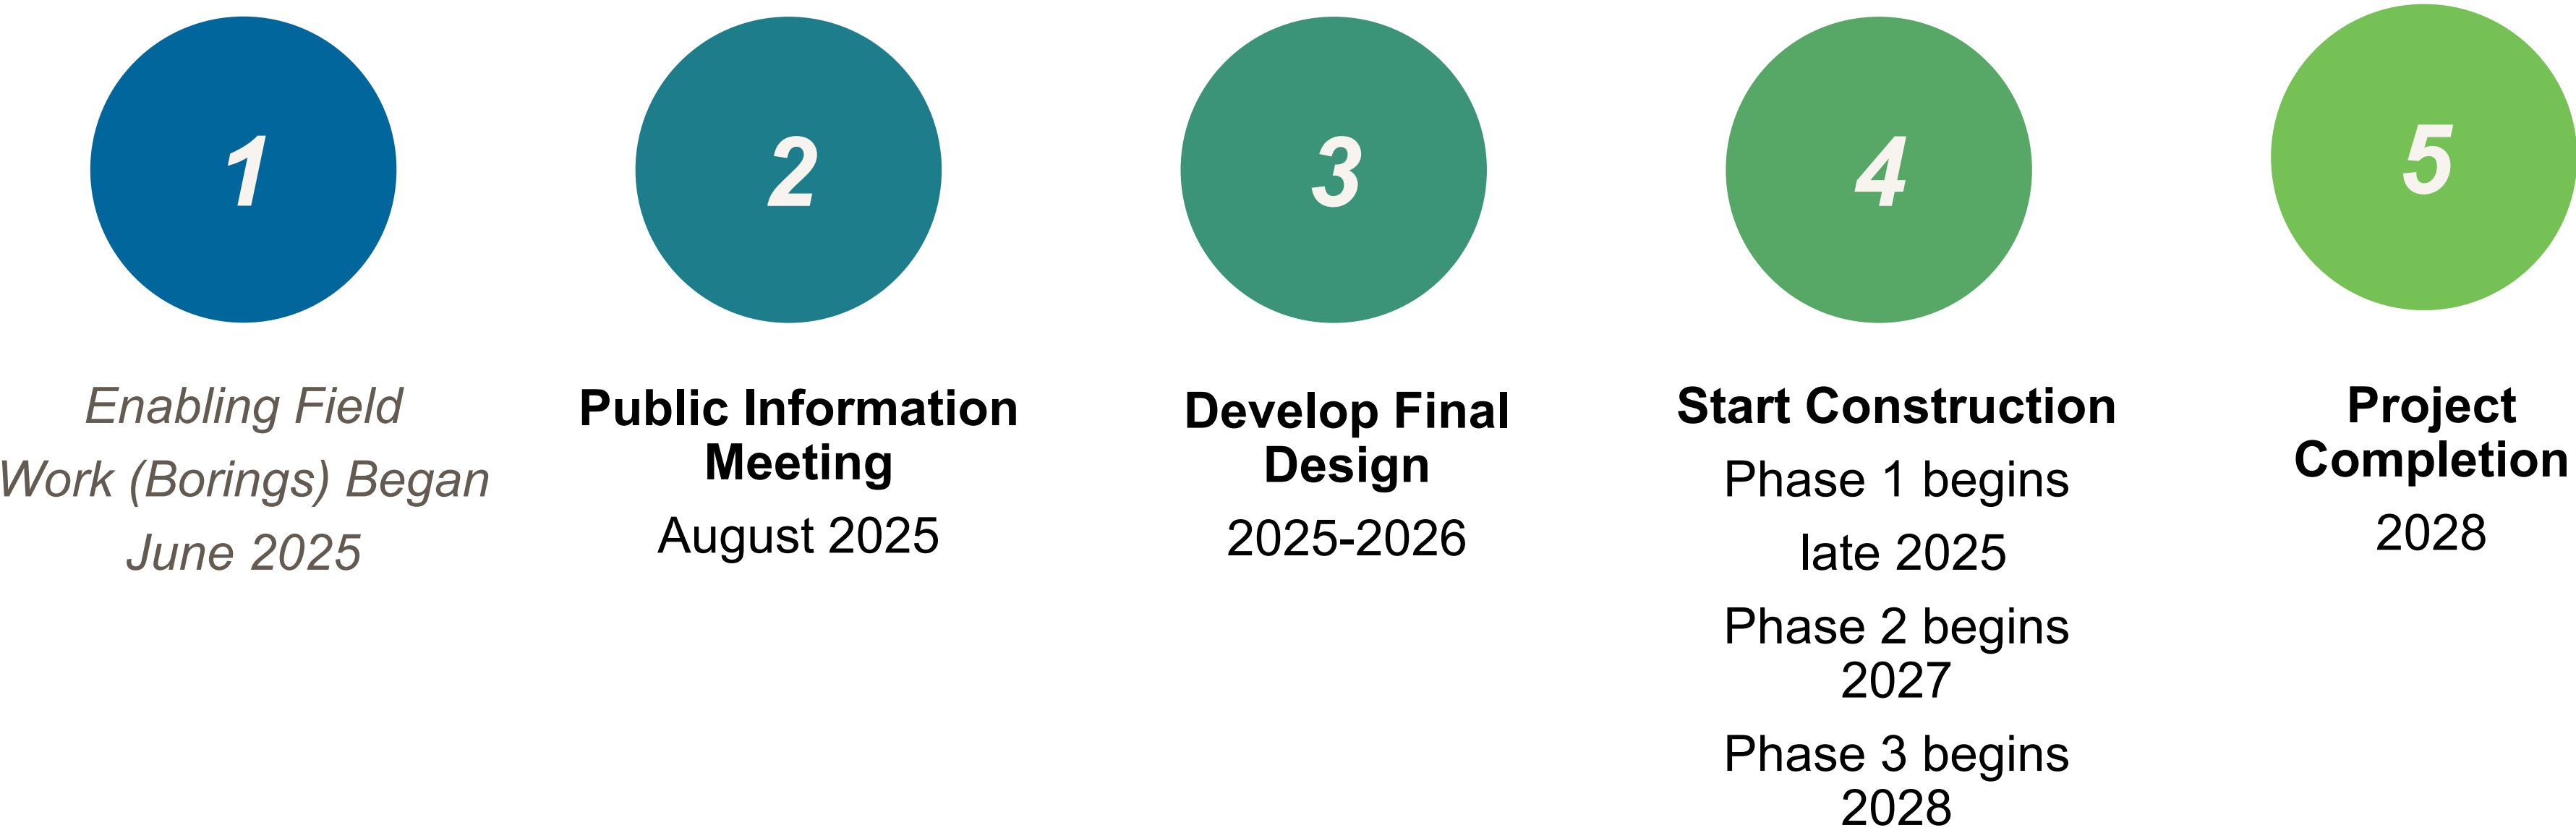 1
Enabling Field
Work (Borings) Began
June 2025
2
Public Information
Meeting
August 2025
3
Develop Final
Design
2025-2026
4
Start Construction
Phase 1 begins
late 2025
Phase 2 begins
2027
Phase 3 begins
2028
5
Project
Completion
2028